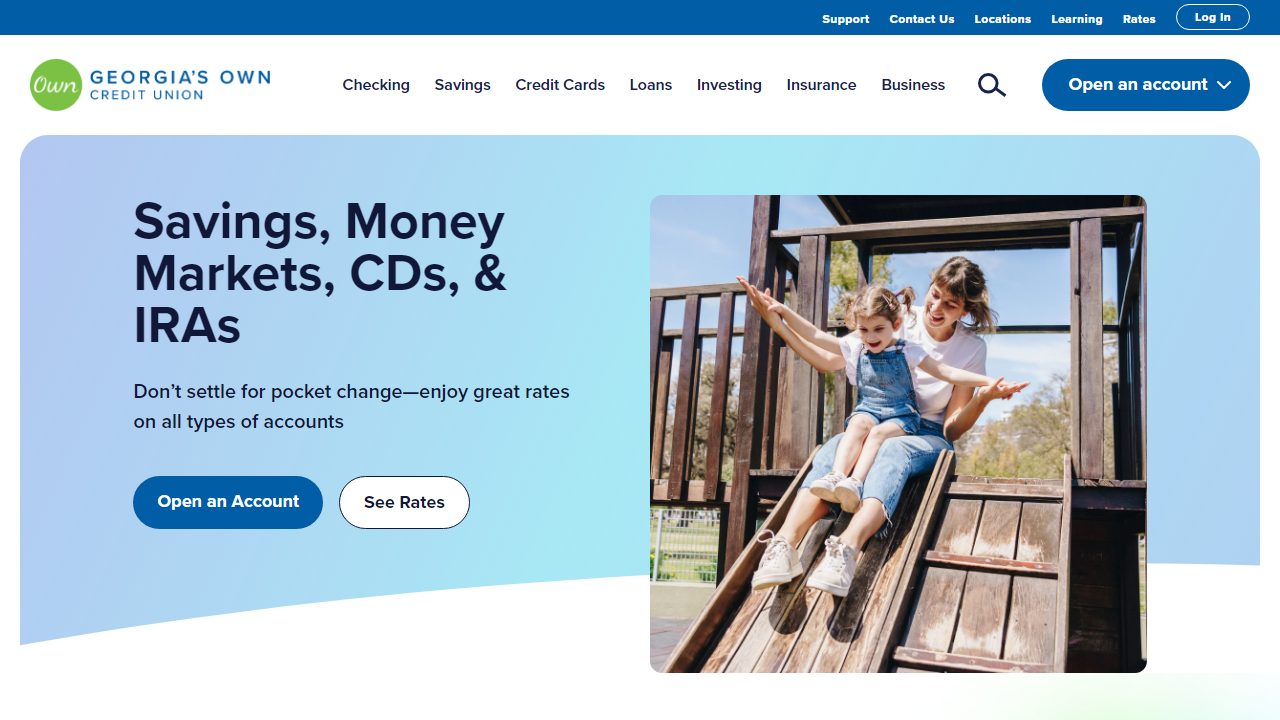 Support Contact Us Locations Learning Rates Log In
Own GEORGIA'S OWN
CREDIT UNION
Checking Savings Credit Cards Loans Investing Insurance Business Open an account
Savings, Money
Markets, CDs, &
IRAs
Don’t settle for pocket change—enjoy great rates
on all types of accounts
Open an Account See Rates